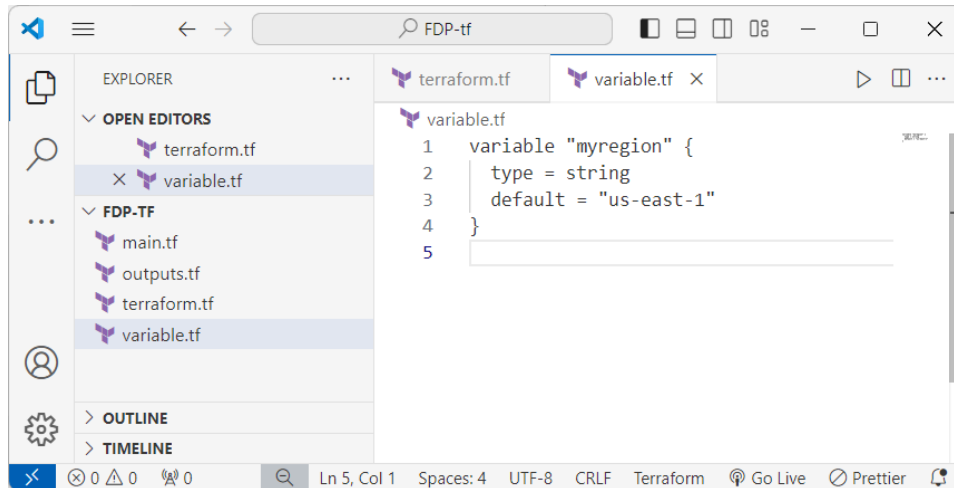 FDP-tf
EXPLORER
terraform.tf
variable.tf
OPEN EDITORS
terraform.tf
variable.tf
FDP-TF
main.tf
outputs.tf
terraform.tf
variable.tf
OUTLINE
TIMELINE
variable.tf
1 variable "myregion" {
2 type = string
3 default = "us-east-1"
4 }
5
0 0 0 Ln 5, Col 1 Spaces: 4 UTF-8 CRLF Terraform Go Live Prettier